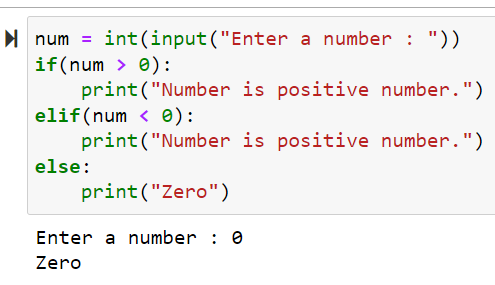 num = int(input("Enter a number : "))
if(num > 0):
    print("Number is positive number.")
elif(num < 0):
    print("Number is positive number.")
else:
    print("Zero")
Enter a number : 0
Zero